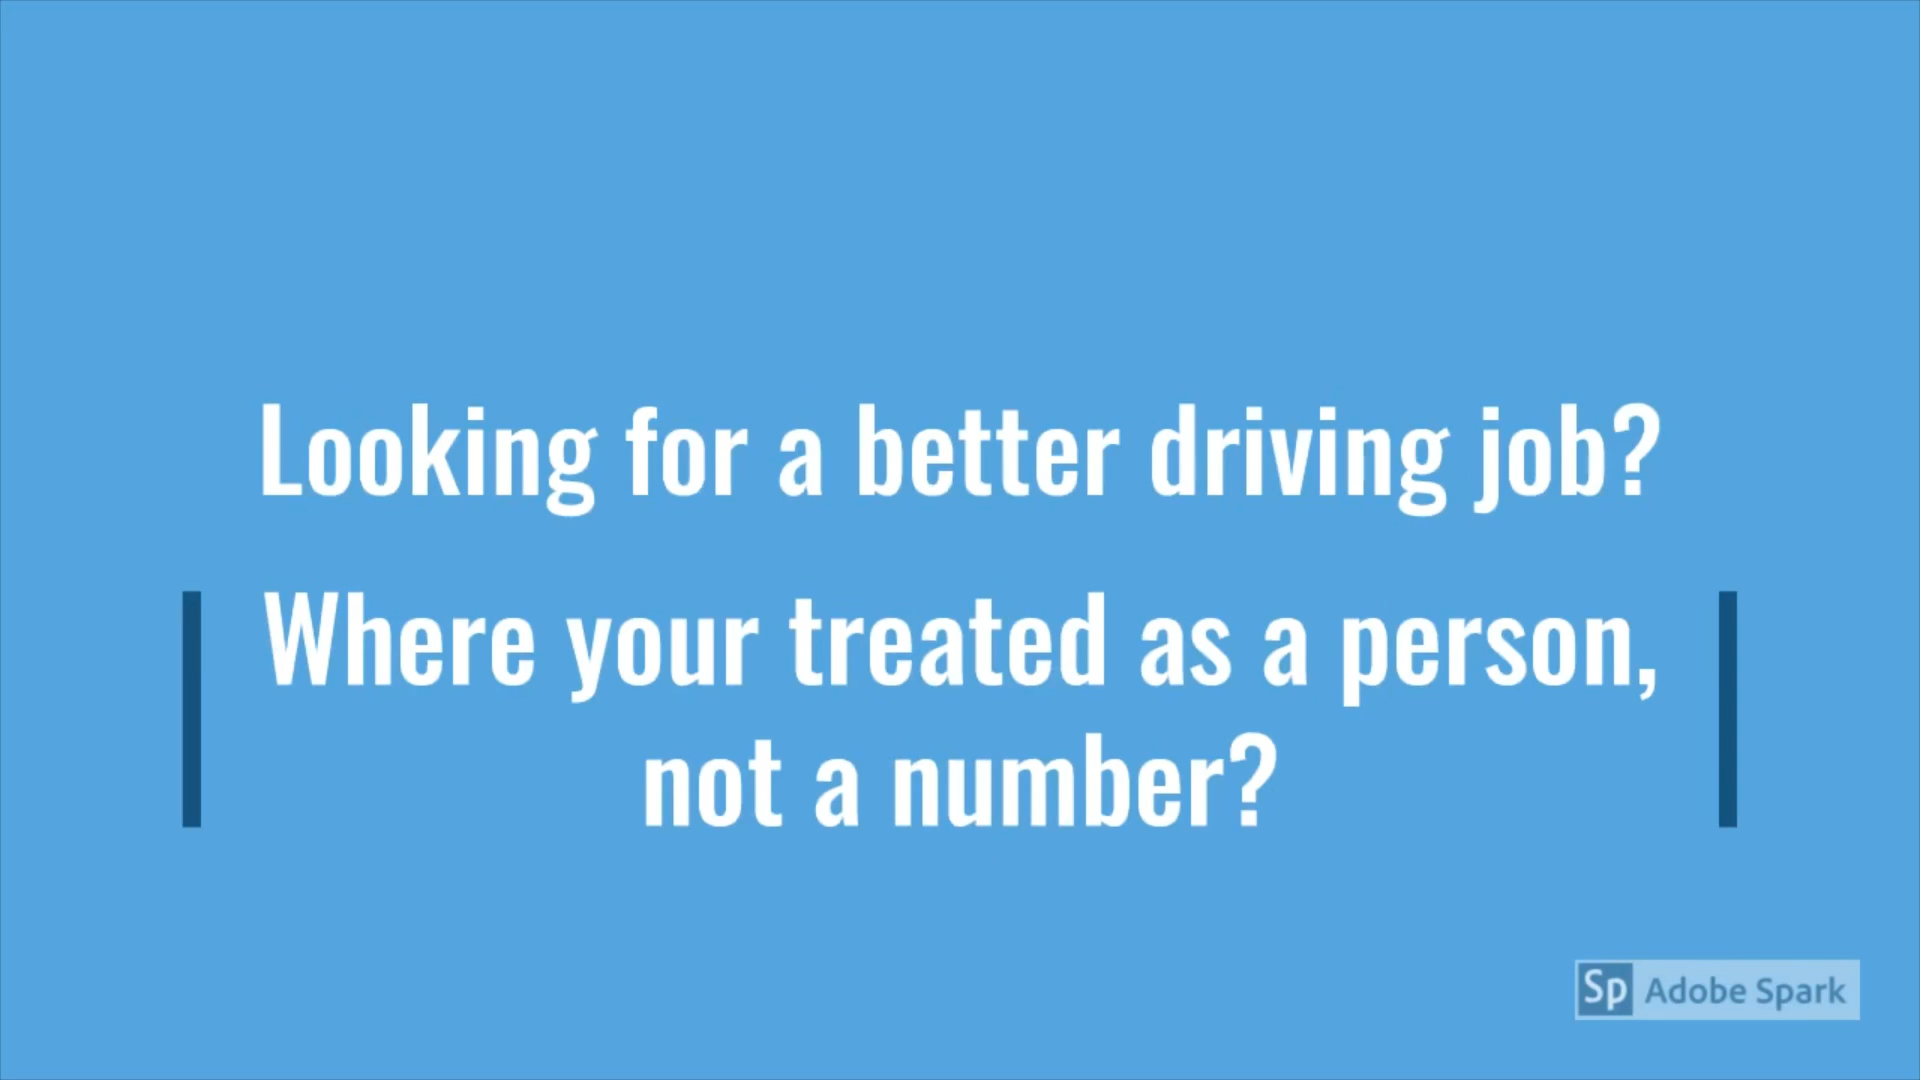 Looking for a better driving job?
Where your treated as a person,
not a number?
Sp Adobe Spark